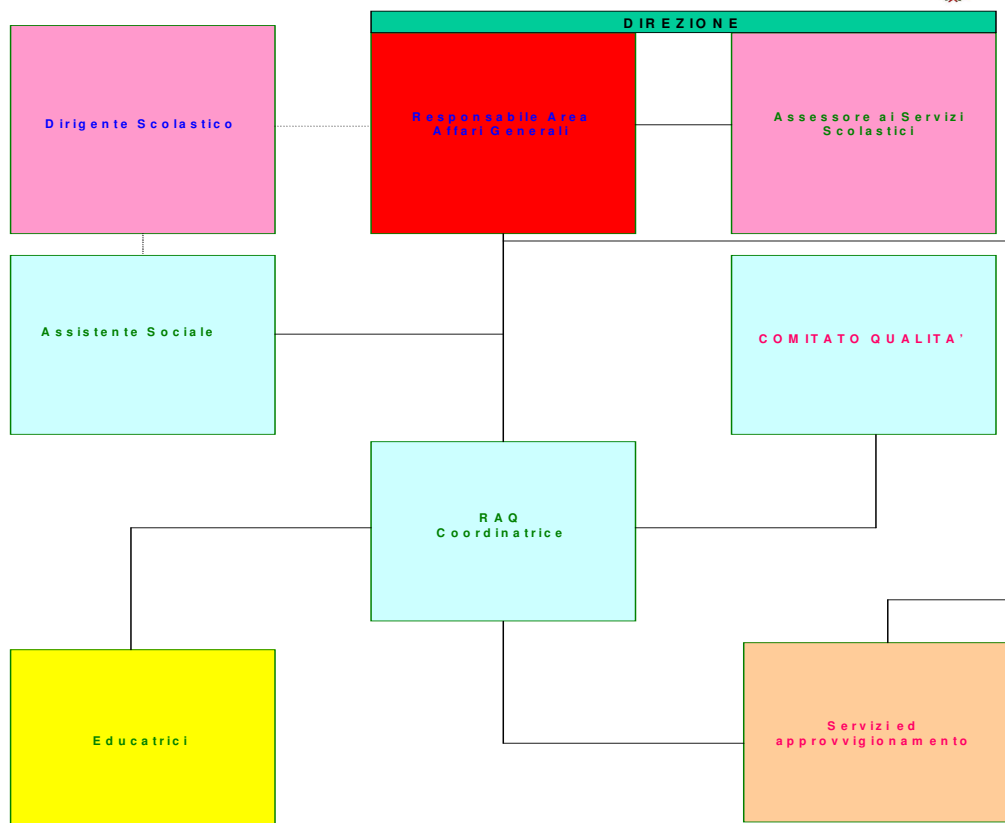 DIREZIONE
Dirigente Scolastico
Responsabile Area
Affari Generali
Assessore ai Servizi
Scolastici
Assistente Sociale
COMITATO QUALITA'
RAQ
Coordinatrice
Educatrici
Servizi ed
approvvigionamento